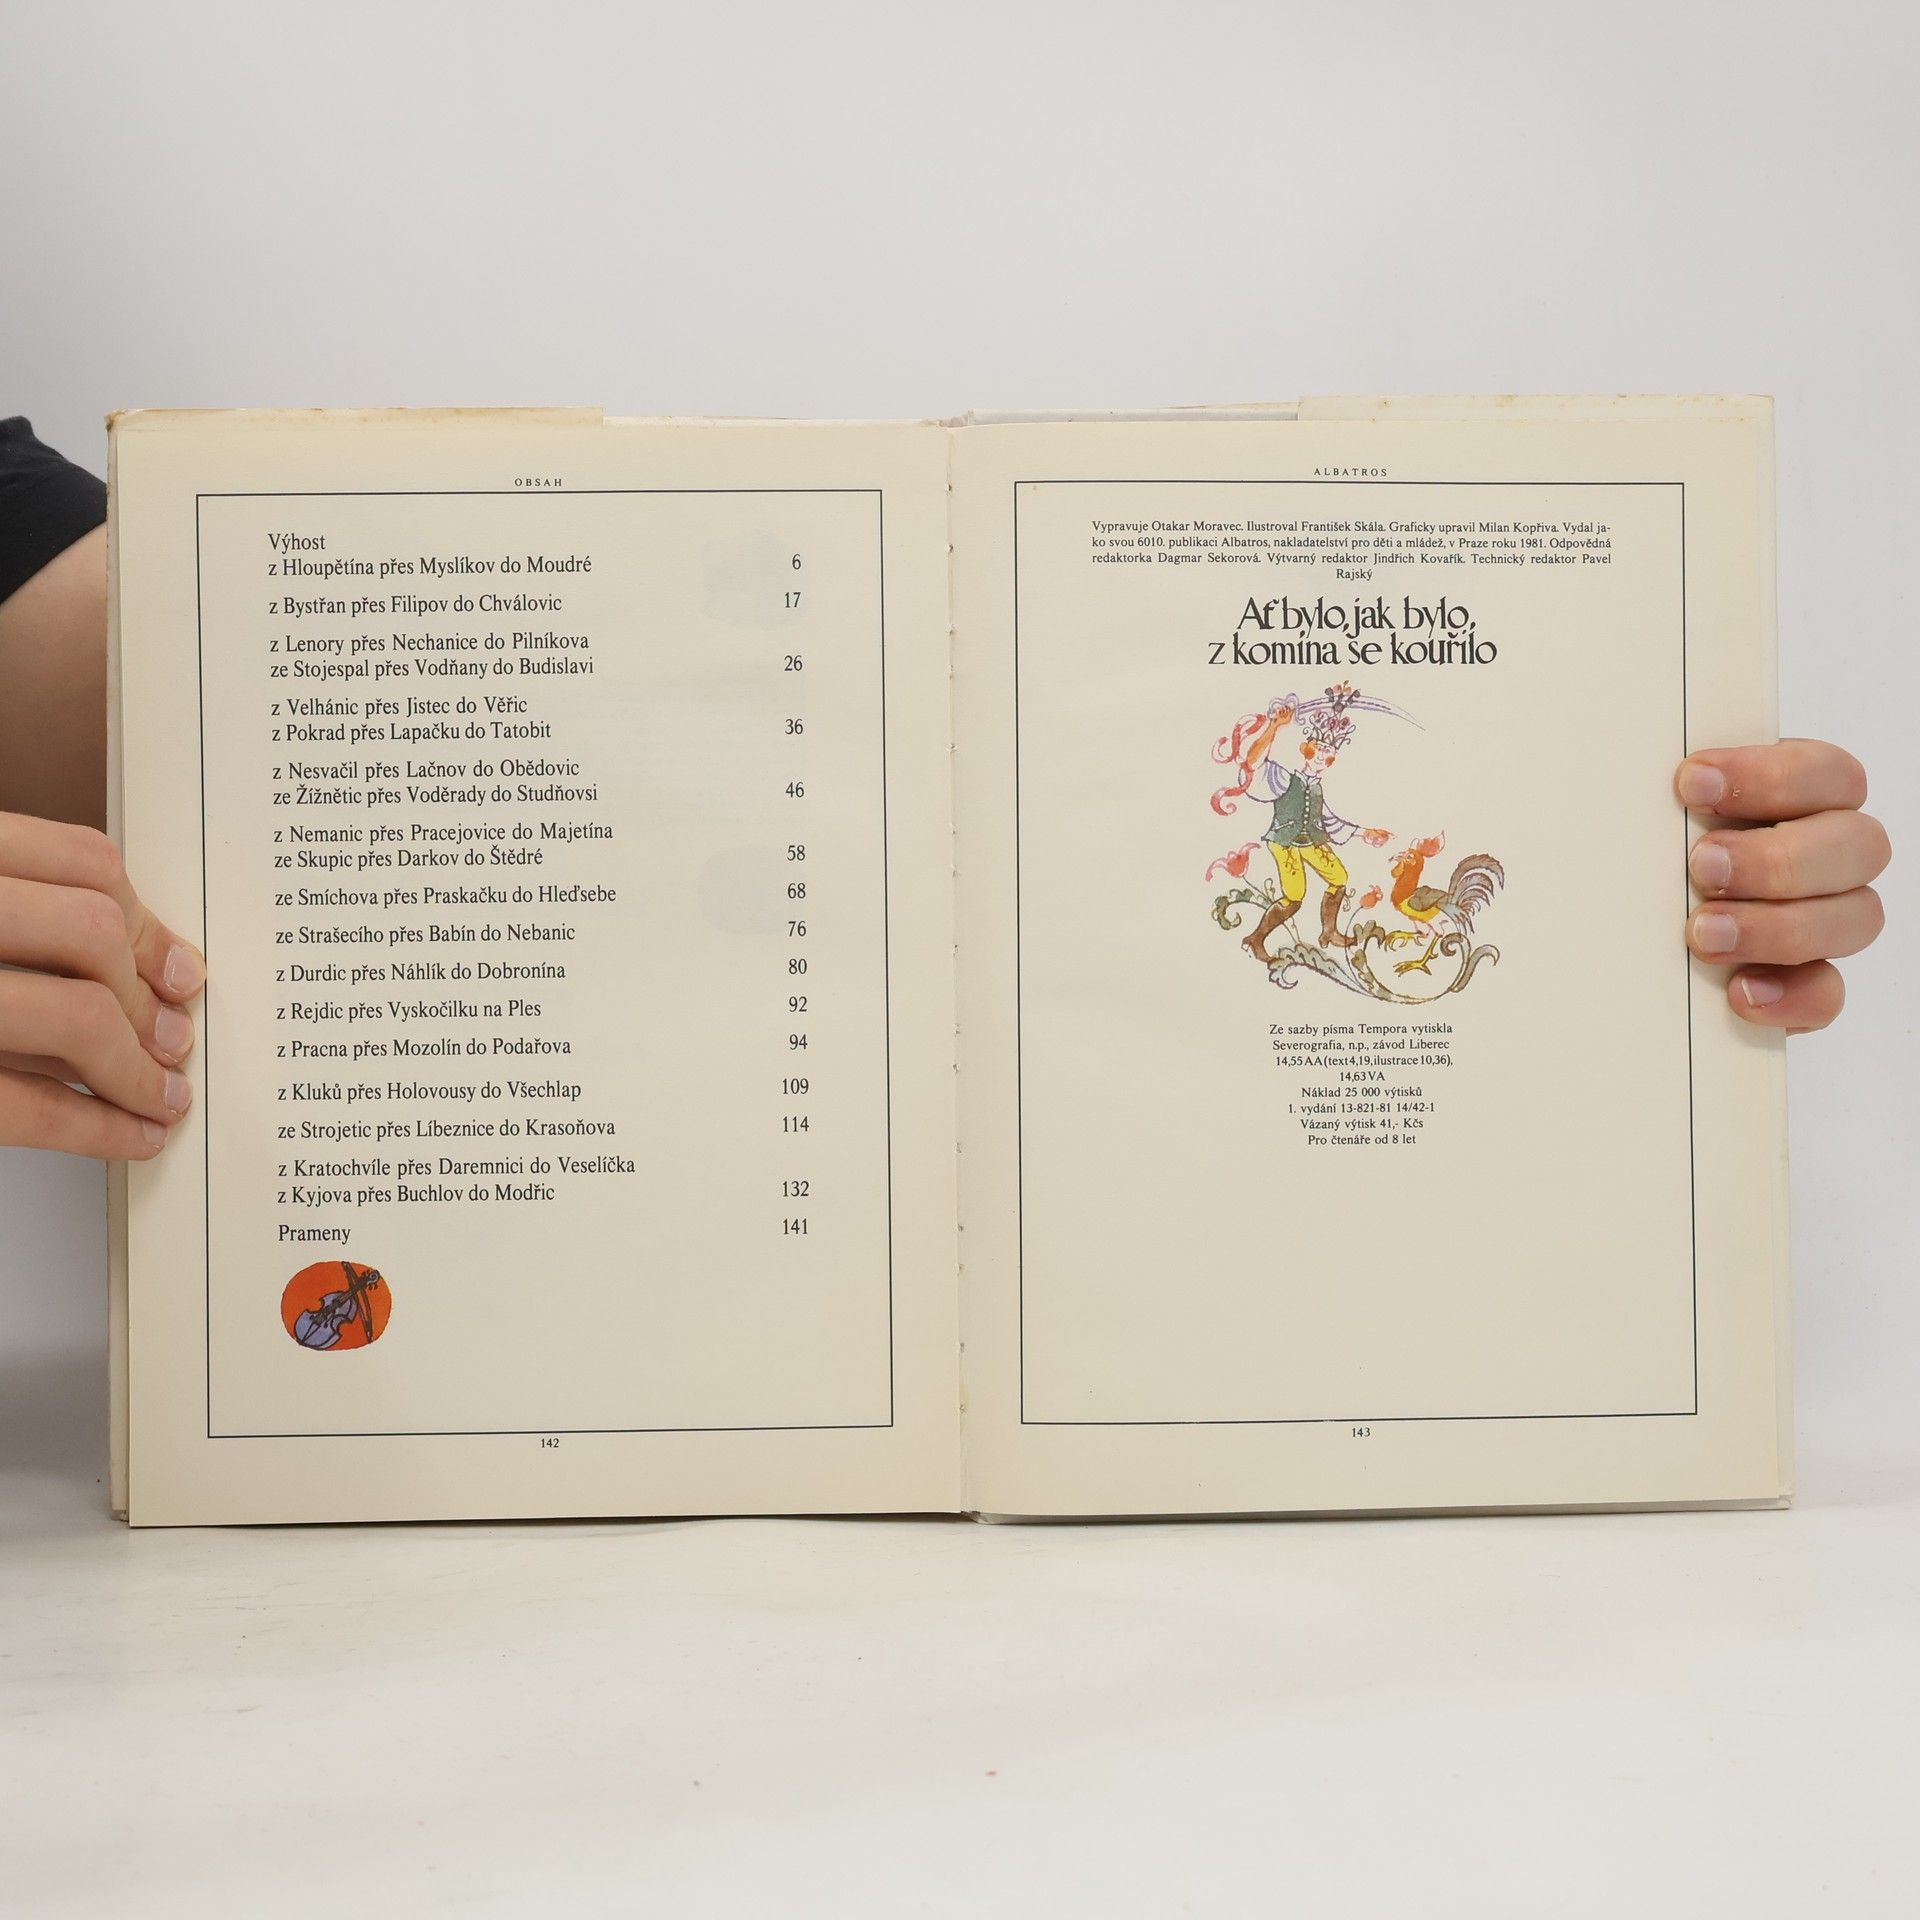 OBSAH
Výhost
z Hloupětína přes Myslíkov do Moudré 6
z Bystřan přes Filipov do Chválovic 17
z Lenory přes Nechanice do Pilníkova
ze Stojespal přes Vodňany do Budislavi 26
z Velhánic přes Jistec do Věřic
z Pokrad přes Lapačku do Tatobit 36
z Nesvačil přes Lačnov do Obědovic
ze Žížnětic přes Voděrady do Studňovsi 46
z Nemanic přes Pracejovice do Majetína
ze Skupic přes Darkov do Štědré 58
ze Smíchova přes Praskačku do Hleďsebe 68
ze Strašecího přes Babín do Nebanic 76
z Durdic přes Náhlík do Dobronína 80
z Rejdic přes Vyskočilku na Ples 92
z Pracna přes Mozolín do Podařova 94
z Kluků přes Holovousy do Všechlap 109
ze Strojetic přes Líbeznice do Krasoňova 114
z Kratochvíle přes Daremnici do Veselíčka
z Kyjova přes Buchlov do Modřic 132
Prameny 141
142
ALBATROS
Vypravuje Otakar Moravec. Ilustroval František Skála. Graficky upravil Milan Kopřiva. Vydal ja-
ko svou 6010. publikaci Albatros, nakladatelství pro děti a mládež, v Praze roku 1981. Odpovědná
redaktorka Dagmar Sekorová. Výtvarný redaktor Jindřich Kovařík. Technický redaktor Pavel
Rajský
Ať bylo, jak bylo,
z komína se kouřilo
Ze sazby písma Tempora vytiskla
Severografia, n.p., závod Liberec
14,55 AA (text 4,19, ilustrace 10,36),
14,63 VA
Náklad 25 000 výtisků
1. vydání 13-821-81 14/42-1
Vázaný výtisk 41,- Kčs
Pro čtenáře od 8 let
143